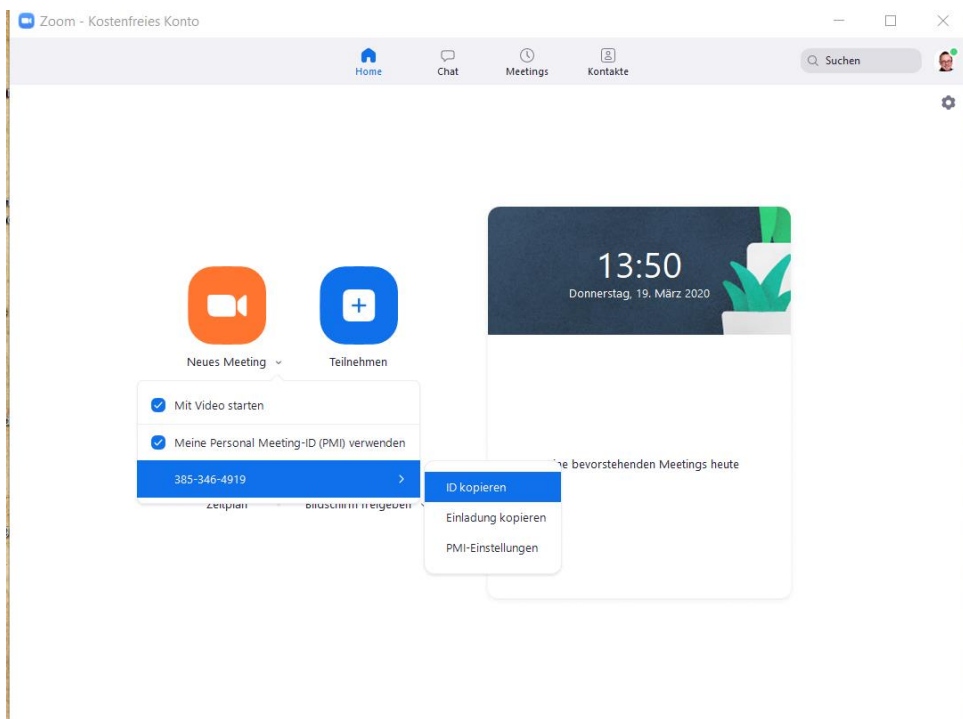 Zoom - Kostenfreies Konto
Home
Chat
Meetings
Kontakte
Suchen
13:50
Donnerstag, 19. März 2020
Neues Meeting
Teilnehmen
Mit Video starten
Meine Personal Meeting-ID (PMI) verwenden
385-346-4919
ID kopieren
Einladung kopieren
PMI-Einstellungen
bevorstehenden Meetings heute
Zeitplan
Bildschirm freigeben